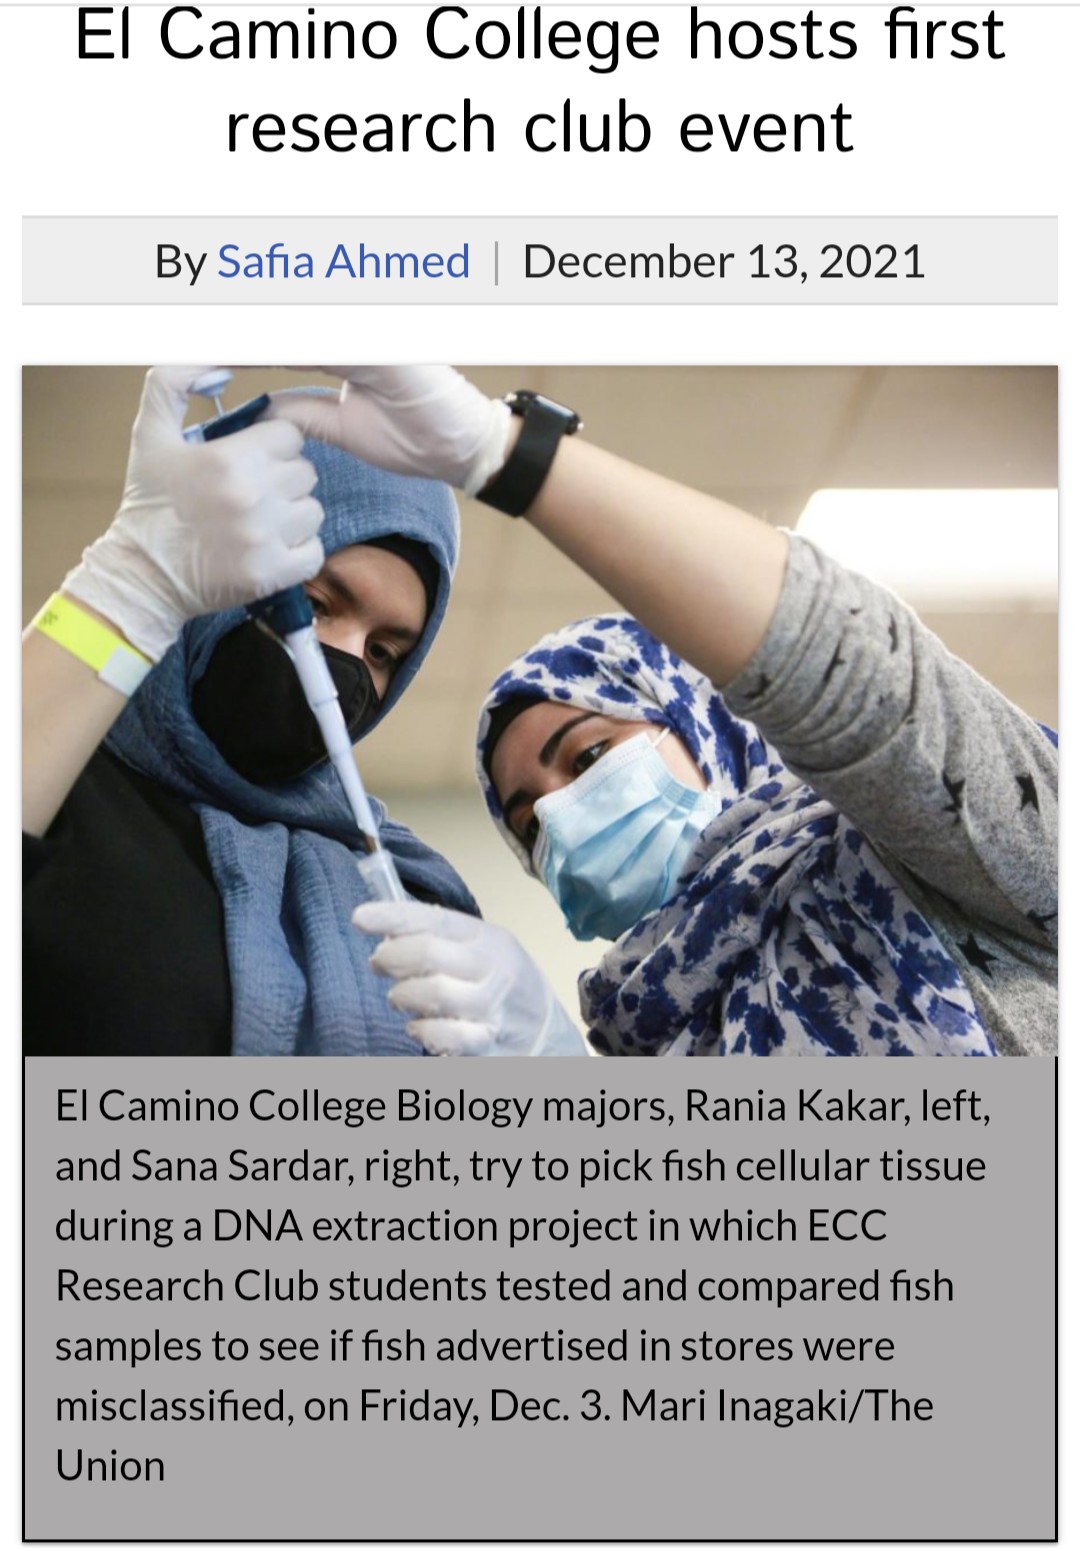 El Camino College hosts first
research club event
By Safia Ahmed | December 13, 2021
El Camino College Biology majors, Rania Kakar, left,
and Sana Sardar, right, try to pick fish cellular tissue
during a DNA extraction project in which ECC
Research Club students tested and compared fish
samples to see if fish advertised in stores were
misclassified, on Friday, Dec. 3. Mari Inagaki/The
Union